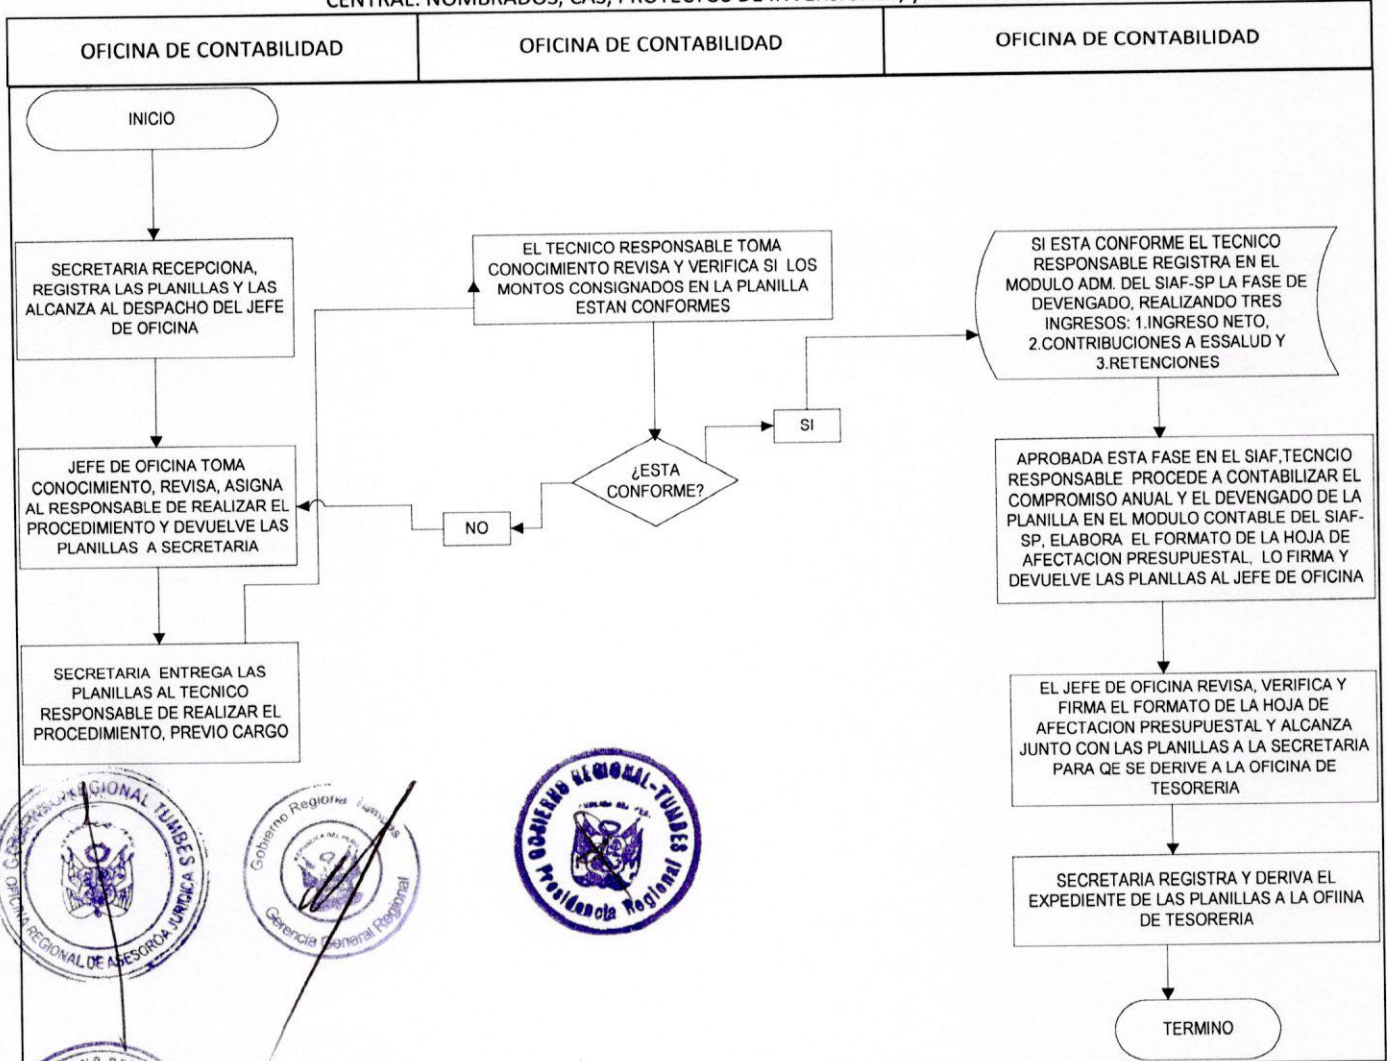 OFICINA DE CONTABILIDAD
OFICINA DE CONTABILIDAD
OFICINA DE CONTABILIDAD
INICIO
SECRETARIA RECEPCIONA,
REGISTRA LAS PLANILLAS Y LAS
ALCANZA AL DESPACHO DEL JEFE
DE OFICINA
JEFE DE OFICINA TOMA
CONOCIMIENTO, REVISA, ASIGNA
AL RESPONSABLE DE REALIZAR EL
PROCEDIMIENTO Y DEVUELVE LAS
PLANILLAS A SECRETARIA
SECRETARIA ENTREGA LAS
PLANILLAS AL TECNICO
RESPONSABLE DE REALIZAR EL
PROCEDIMIENTO, PREVIO CARGO
EL TECNICO RESPONSABLE TOMA
CONOCIMIENTO REVISA Y VERIFICA SI LOS
MONTOS CONSIGNADOS EN LA PLANILLA
ESTAN CONFORMES
¿ESTA
CONFORME?
NO
SI
SI ESTA CONFORME EL TECNICO
RESPONSABLE REGISTRA EN EL
MODULO ADM. DEL SIAF-SP LA FASE DE
DEVENGADO, REALIZANDO TRES
INGRESOS: 1.INGRESO NETO,
2.CONTRIBUCIONES A ESSALUD Y
3.RETENCIONES
APROBADA ESTA FASE EN EL SIAF,TECNCIO
RESPONSABLE PROCEDE A CONTABILIZAR EL
COMPROMISO ANUAL Y EL DEVENGADO DE LA
PLANILLA EN EL MODULO CONTABLE DEL SIAF-
SP, ELABORA EL FORMATO DE LA HOJA DE
AFECTACION PRESUPUESTAL, LO FIRMA Y
DEVUELVE LAS PLANLLAS AL JEFE DE OFICINA
EL JEFE DE OFICINA REVISA, VERIFICA Y
FIRMA EL FORMATO DE LA HOJA DE
AFECTACION PRESUPUESTAL Y ALCANZA
JUNTO CON LAS PLANILLAS A LA SECRETARIA
PARA QE SE DERIVE A LA OFICINA DE
TESORERIA
SECRETARIA REGISTRA Y DERIVA EL
EXPEDIENTE DE LAS PLANILLAS A LA OFIINA
DE TESORERIA
TERMINO
REGIONAL TUMBES
OFICINA REGIONAL DE ASESOROA JURIDICA
Gobierno Regional Tumbes
Gerencia General Regional
GOBIERNO REGIONAL-TUMBES
Presidencia Regional